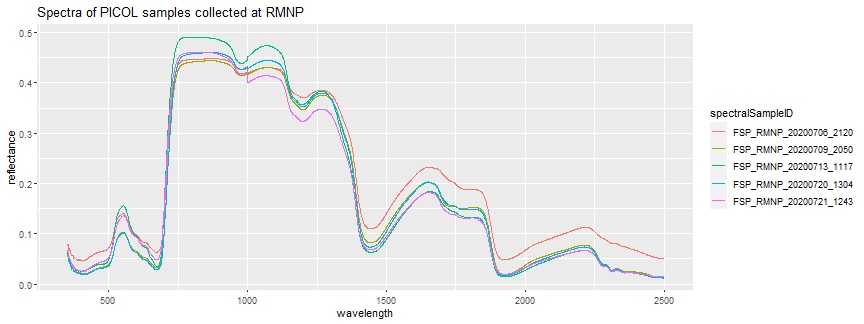 Spectra of PICOL samples collected at RMNP
0.5
0.4
0.3
0.2
0.1
0.0
reflectance
500
1000
1500
2000
2500
wavelength
spectralSampleID
FSP_RMNP_20200706_2120
FSP_RMNP_20200709_2050
FSP_RMNP_20200713_1117
FSP_RMNP_20200720_1304
FSP_RMNP_20200721_1243